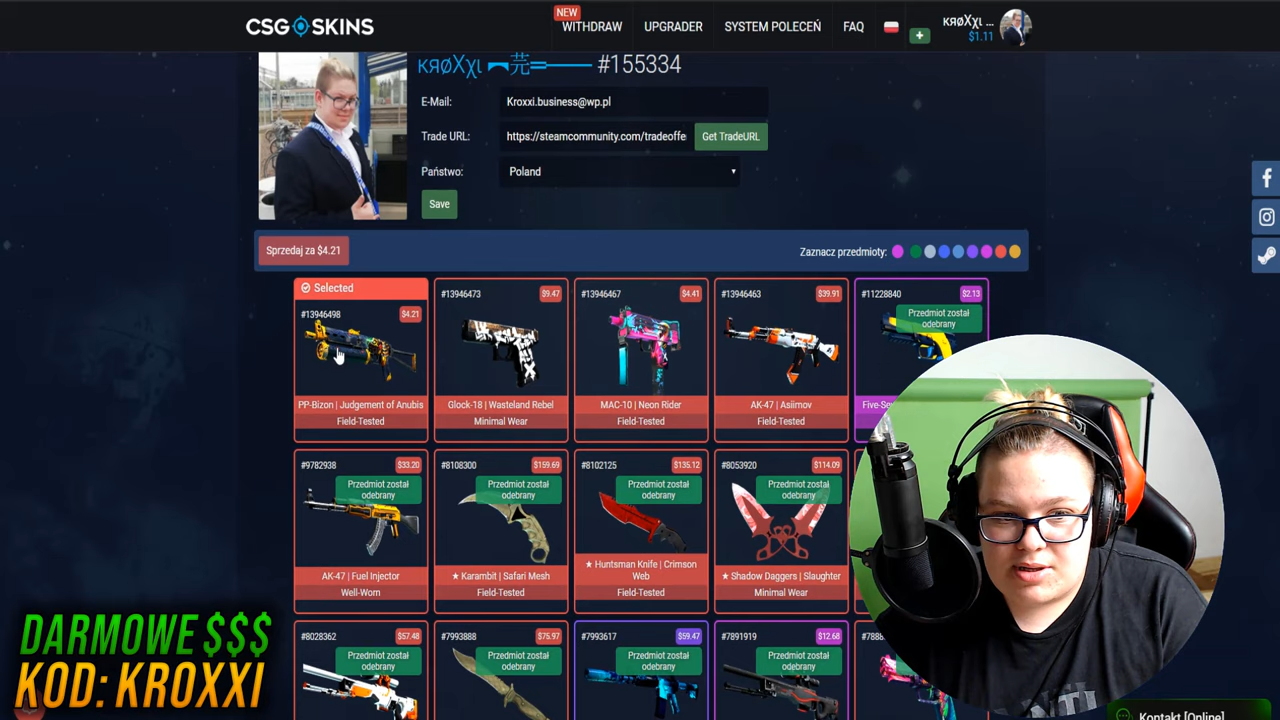 CSG SKINS
NEW
WITHDRAW
UPGRADER
SYSTEM POLECEŃ
FAQ
кяøXχι ...
$1.11
кяøXχι ︻芫═─── #155334
E-Mail:
Kroxxi.business@wp.pl
Trade URL:
https://steamcommunity.com/tradeoffe
Get TradeURL
Państwo:
Poland
Save
Sprzedaj za $4.21
Zaznacz przedmioty:
Selected
#13946498
$4.21
PP-Bizon | Judgement of Anubis
Field-Tested
#13946473
$9.47
Glock-18 | Wasteland Rebel
Minimal Wear
#13946467
$4.41
MAC-10 | Neon Rider
Field-Tested
#13946463
$39.91
AK-47 | Asiimov
Field-Tested
#11228840
$2.13
Przedmiot został
odebrany
#9782938
$33.20
Przedmiot został
odebrany
AK-47 | Fuel Injector
Well-Worn
#8108300
$159.69
Przedmiot został
odebrany
★ Karambit | Safari Mesh
Field-Tested
#8102125
$135.12
Przedmiot został
odebrany
★ Huntsman Knife | Crimson
Web
Field-Tested
#8053920
$114.09
Przedmiot został
odebrany
★ Shadow Daggers | Slaughter
Minimal Wear
#8028362
$57.48
Przedmiot został
odebrany
#7993888
$75.97
Przedmiot został
odebrany
#7993617
$59.47
Przedmiot został
odebrany
#7891919
$12.68
Przedmiot został
odebrany
DARMOWE $$$
KOD: KROXXI
Kontakt [Online]